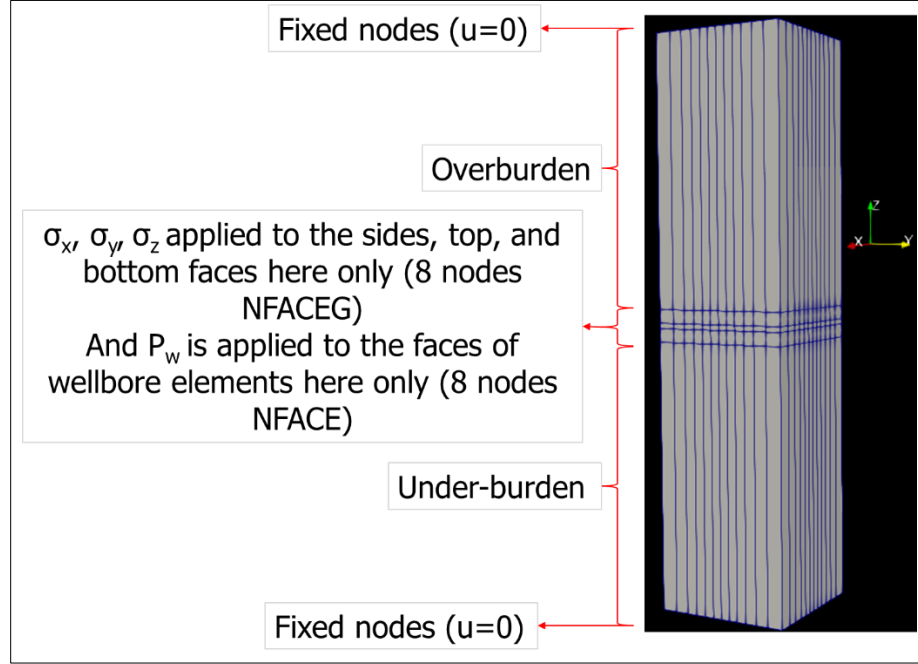 Fixed nodes (u=0)
Overburden
σx, σy, σz applied to the sides, top, and
bottom faces here only (8 nodes
NFACEG)
And Pw is applied to the faces of
wellbore elements here only (8 nodes
NFACE)
Under-burden
Fixed nodes (u=0)
Z
X
Y